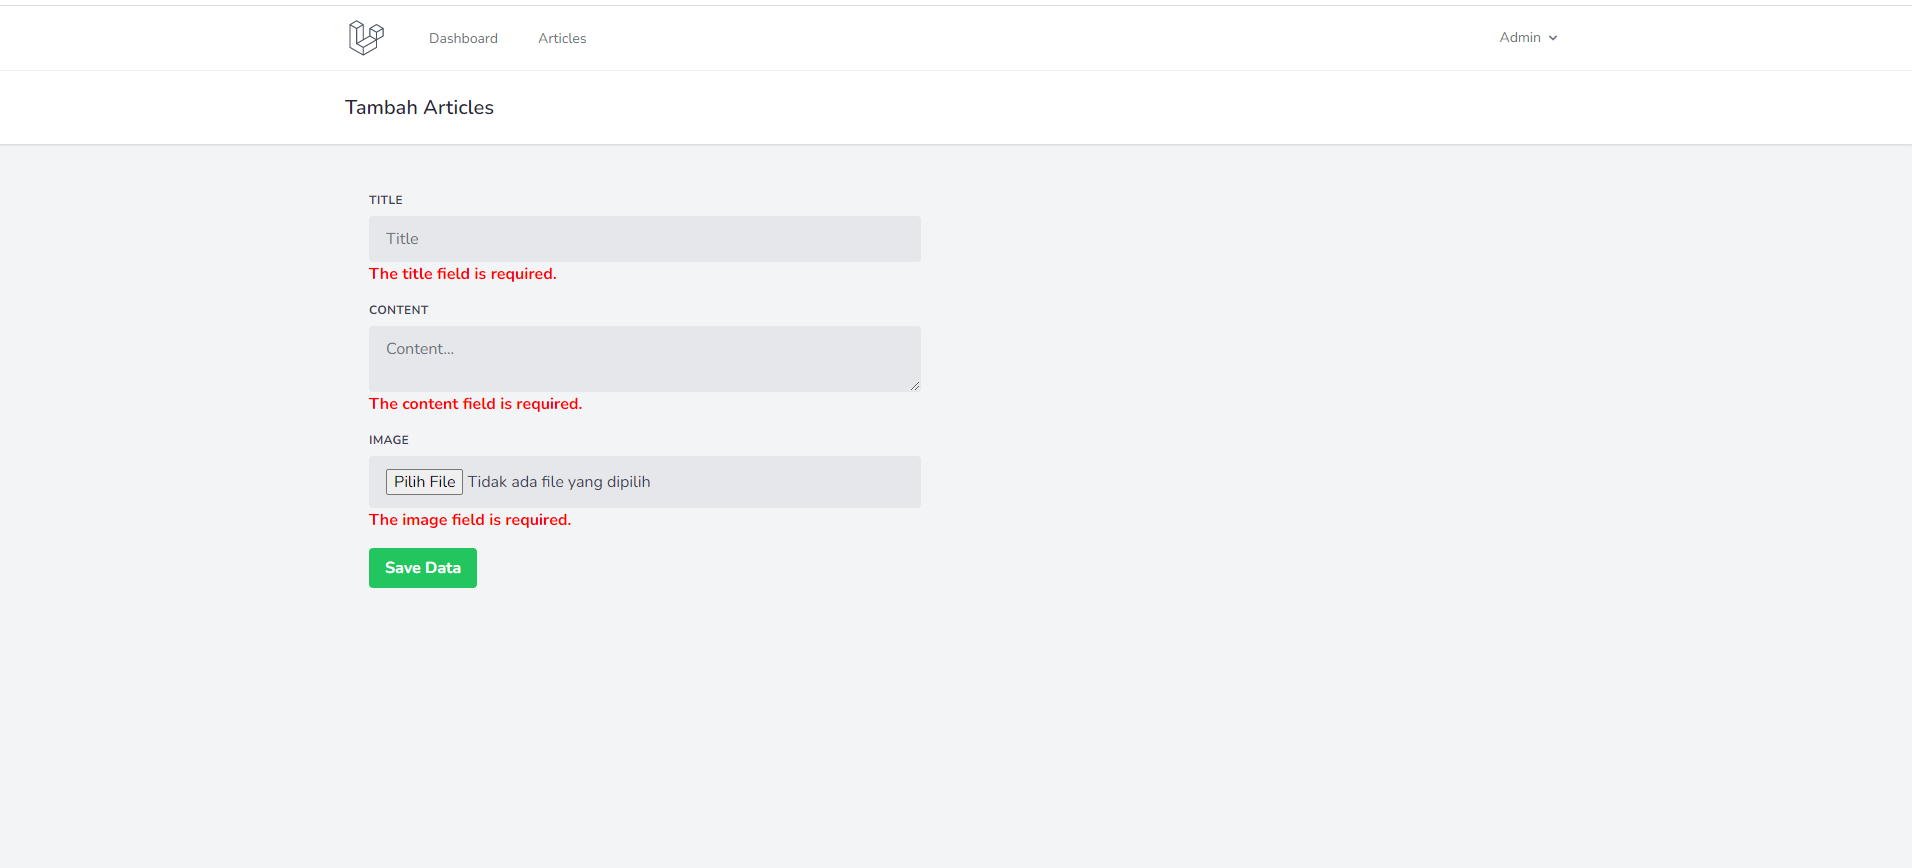 Dashboard Articles Admin
Tambah Articles
TITLE
Title
The title field is required.
CONTENT
Content...
The content field is required.
IMAGE
Pilih File Tidak ada file yang dipilih
The image field is required.
Save Data